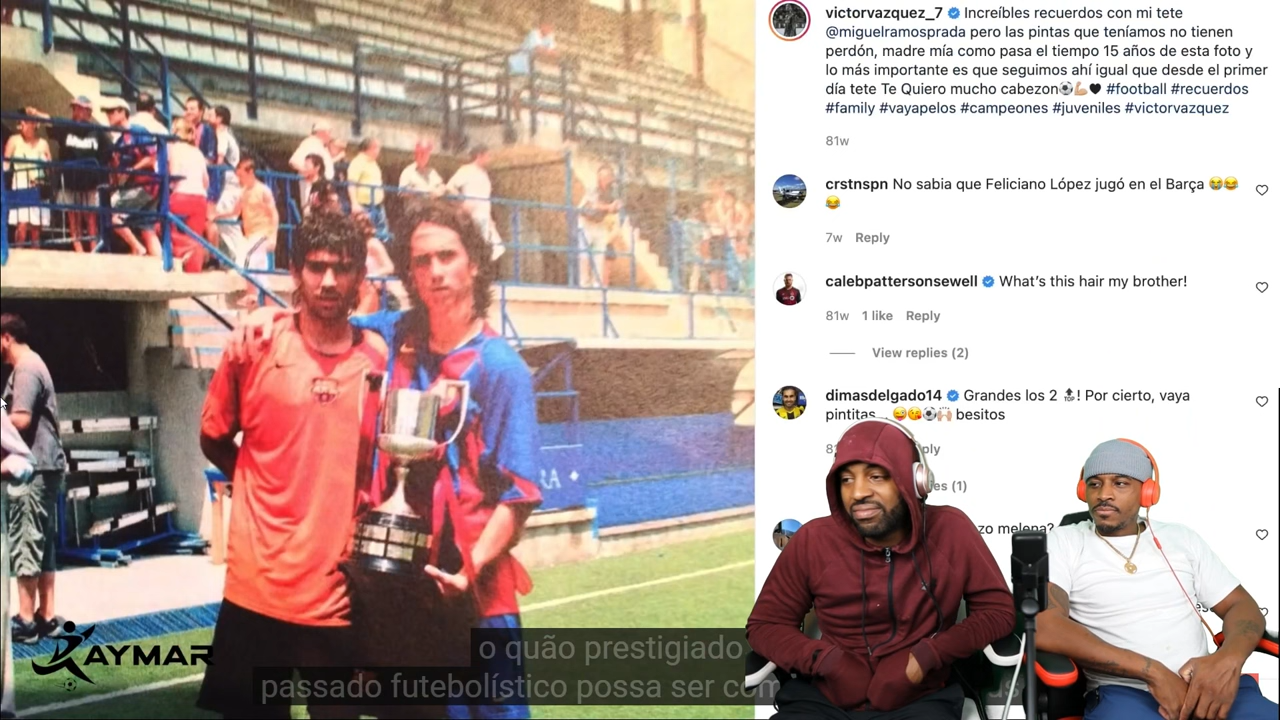 victorvazquez_7 Increíbles recuerdos con mi tete
@miguelramosprada pero las pintas que teníamos no tienen
perdón, madre mía como pasa el tiempo 15 años de esta foto y
lo más importante es que seguimos ahí igual que desde el primer
día tete Te Quiero mucho cabezon⚽💪🏼🖤 #football #recuerdos
#family #vayapelos #campeones #juveniles #victorvazquez
81w
crstnspn No sabia que Feliciano López jugó en el Barça 😂😂
😂
7w Reply
calebpattersonsewell What's this hair my brother!
81w 1 like Reply
View replies (2)
dimasdelgado14 Grandes los 2 🔝! Por cierto, vaya
pintitas.. 😜😘⚽🙌🏼 besitos
(1)
melena?
AYMAR
o quão prestigiado
passado futebolístico possa ser com